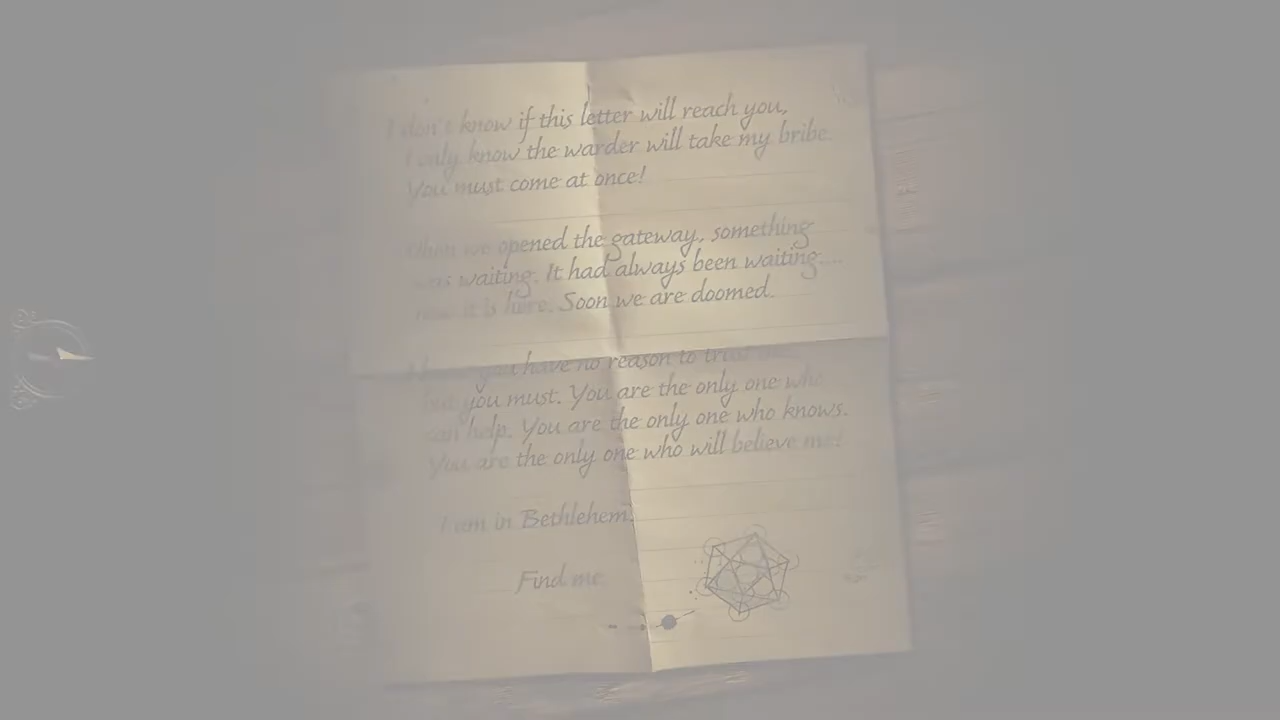 I don't know if this letter will reach you,
I only know the warder will take my bribe.
You must come at once!
When we opened the gateway, something
was waiting. It had always been waiting....
now it is here. Soon we are doomed.
you have no reason to trust
but you must. You are the only one who
can help. You are the only one who knows.
You are the only one who will believe me!
I am in Bethlehem.
Find me